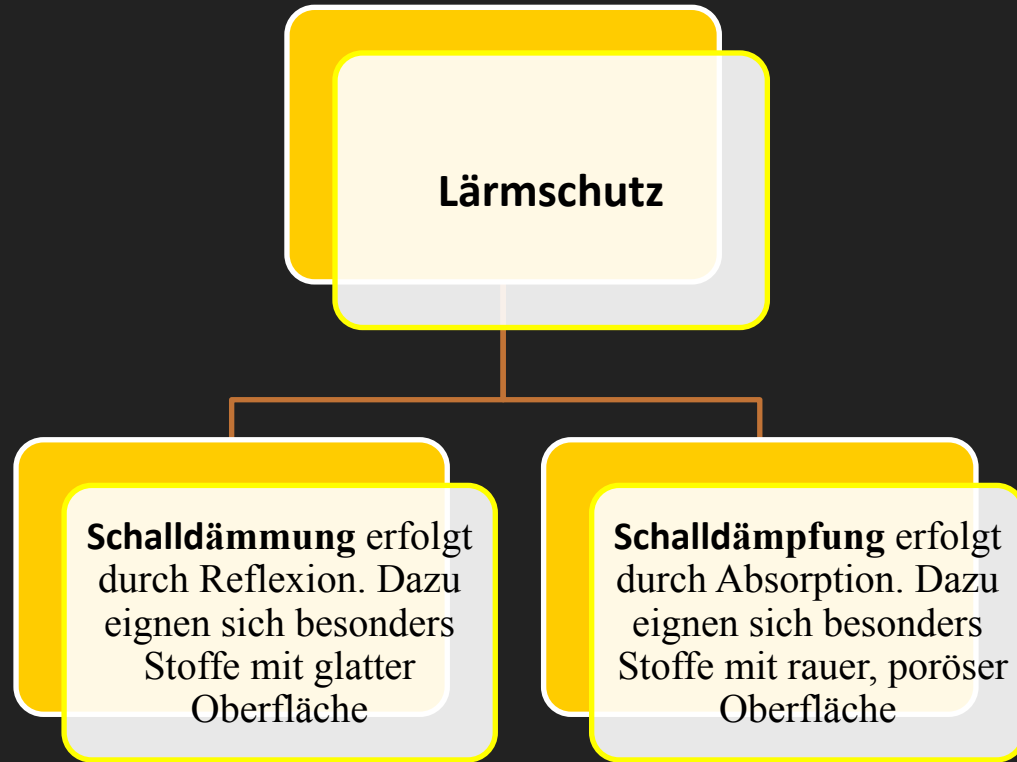 Lärmschutz
Schalldämmung erfolgt
durch Reflexion. Dazu
eignen sich besonders
Stoffe mit glatter
Oberfläche
Schalldämpfung erfolgt
durch Absorption. Dazu
eignen sich besonders
Stoffe mit rauer, poröser
Oberfläche